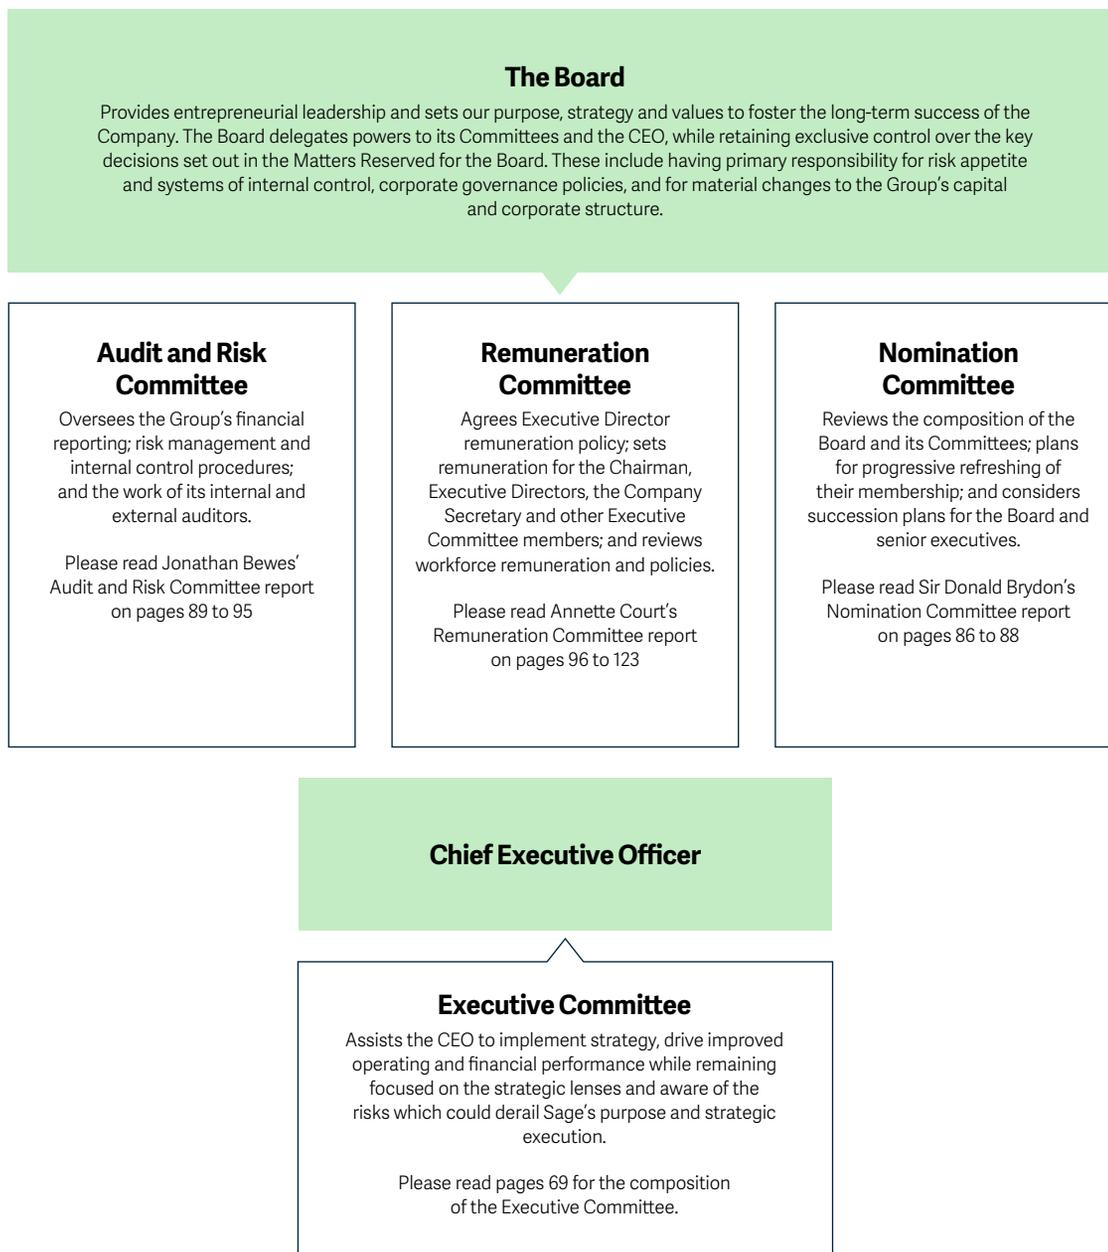 The Board
Provides entrepreneurial leadership and sets our purpose, strategy and values to foster the long-term success of the
Company. The Board delegates powers to its Committees and the CEO, while retaining exclusive control over the key
decisions set out in the Matters Reserved for the Board. These include having primary responsibility for risk appetite
and systems of internal control, corporate governance policies, and for material changes to the Group's capital
and corporate structure.
Audit and Risk
Committee
Oversees the Group's financial
reporting; risk management and
internal control procedures;
and the work of its internal and
external auditors.
Please read Jonathan Bewes'
Audit and Risk Committee report
on pages 89 to 95
Remuneration
Committee
Agrees Executive Director
remuneration policy; sets
remuneration for the Chairman,
Executive Directors, the Company
Secretary and other Executive
Committee members; and reviews
workforce remuneration and policies.
Please read Annette Court's
Remuneration Committee report
on pages 96 to 123
Nomination
Committee
Reviews the composition of the
Board and its Committees; plans
for progressive refreshing of
their membership; and considers
succession plans for the Board and
senior executives.
Please read Sir Donald Brydon's
Nomination Committee report
on pages 86 to 88
Chief Executive Officer
Executive Committee
Assists the CEO to implement strategy, drive improved
operating and financial performance while remaining
focused on the strategic lenses and aware of the
risks which could derail Sage's purpose and strategic
execution.
Please read pages 69 for the composition
of the Executive Committee.